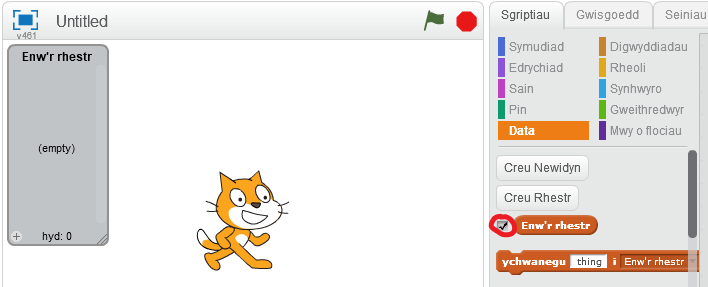 Untitled
v461
Enw'r rhestr
(empty)
hyd: 0
Sgriptiau Gwisgoedd Seiniau
Symudiad Digwyddiadau
Edrychiad Rheoli
Sain Synhwyro
Pin Gweithredwyr
Data Mwy o flociau
Creu Newidyn
Creu Rhestr
Enw'r rhestr
ychwanegu thing i Enw'r rhestr